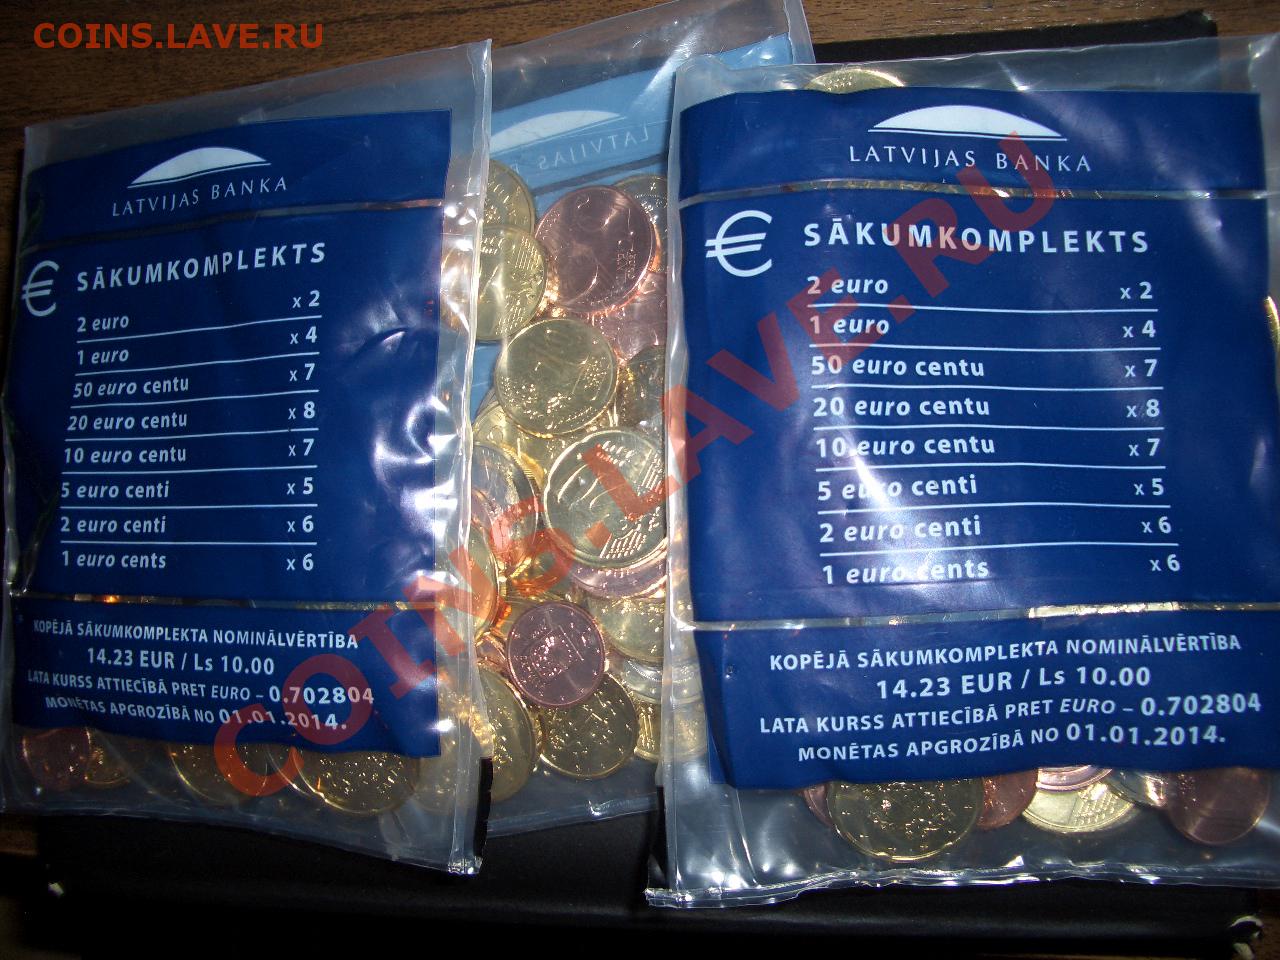 COINS.LAVE.RU
LATVIJAS BANKA
€ SĀKUMKOMPLEKTS
2 euro x 2
1 euro x 4
50 euro centu x 7
20 euro centu x 8
10 euro centu x 7
5 euro centi x 5
2 euro centi x 6
1 euro cents x 6
KOPĒJĀ SĀKUMKOMPLEKTA NOMINĀLVĒRTĪBA
14.23 EUR / Ls 10.00
LATA KURSS ATTIECĪBĀ PRET EURO – 0.702804
MONĒTAS APGROZĪBĀ NO 01.01.2014.
LATVIJAS B
LATVIJAS BANKA
€ SĀKUMKOMPLEKTS
2 euro x 2
1 euro x 4
50 euro centu x 7
20 euro centu x 8
10 euro centu x 7
5 euro centi x 5
2 euro centi x 6
1 euro cents x 6
KOPĒJĀ SĀKUMKOMPLEKTA NOMINĀLVĒRTĪBA
14.23 EUR / Ls 10.00
LATA KURSS ATTIECĪBĀ PRET EURO – 0.702804
MONĒTAS APGROZĪBĀ NO 01.01.2014.
COINS.LAVE.RU